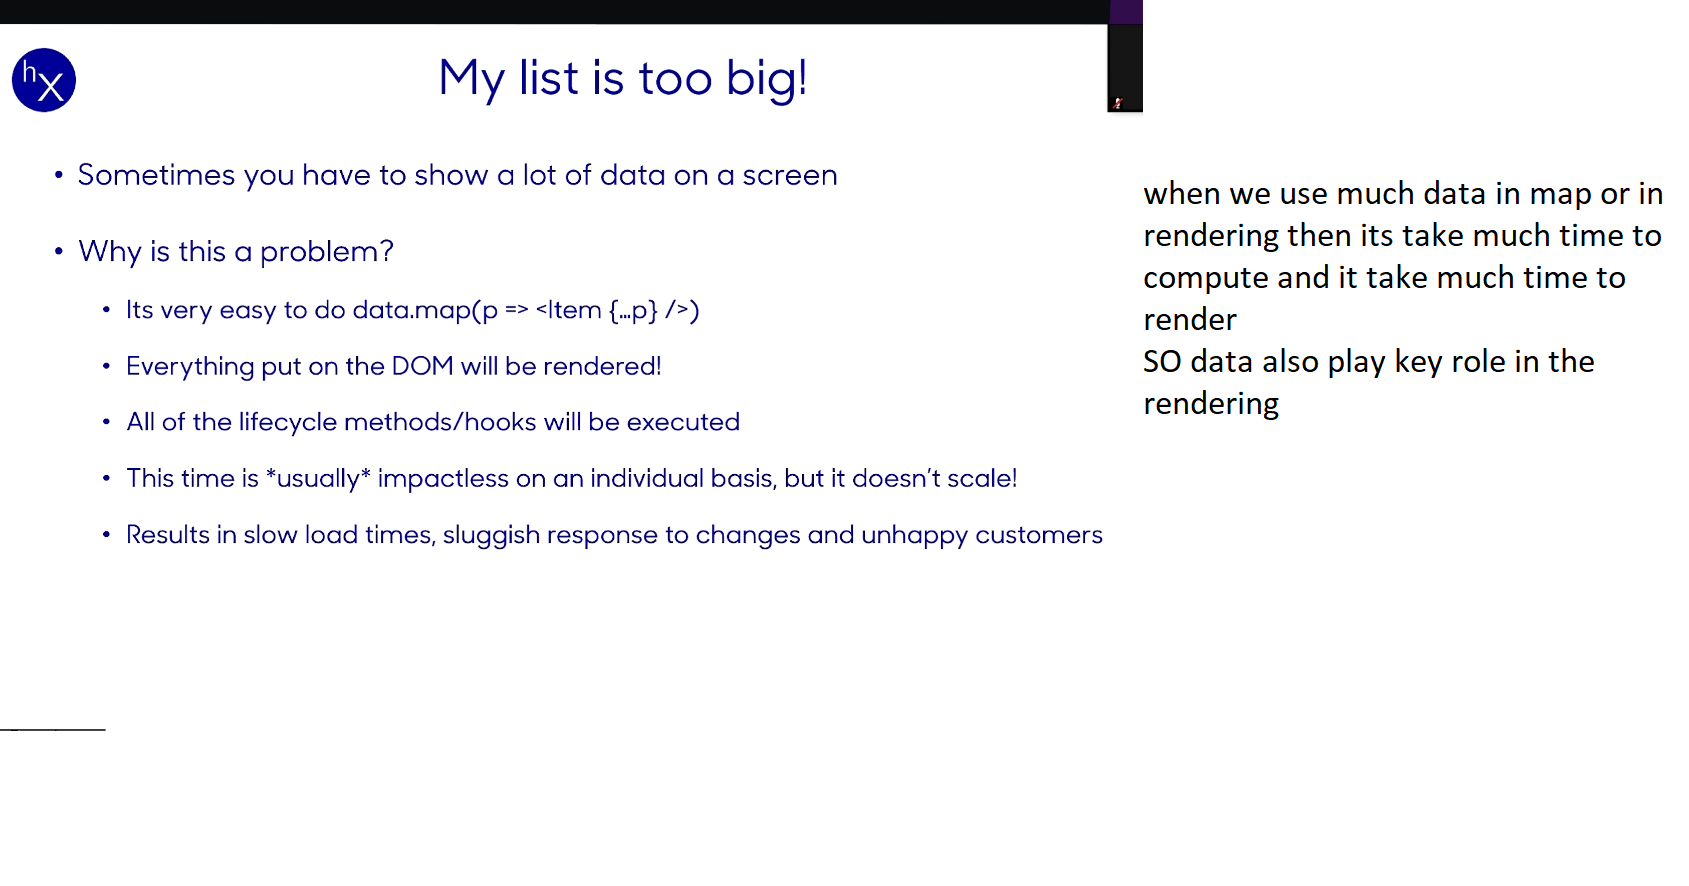 hX
My list is too big!
• Sometimes you have to show a lot of data on a screen
• Why is this a problem?
• Its very easy to do data.map(p => <Item {...p} />)
• Everything put on the DOM will be rendered!
• All of the lifecycle methods/hooks will be executed
• This time is *usually* impactless on an individual basis, but it doesn't scale!
• Results in slow load times, sluggish response to changes and unhappy customers
when we use much data in map or in
rendering then its take much time to
compute and it take much time to
render
SO data also play key role in the
rendering